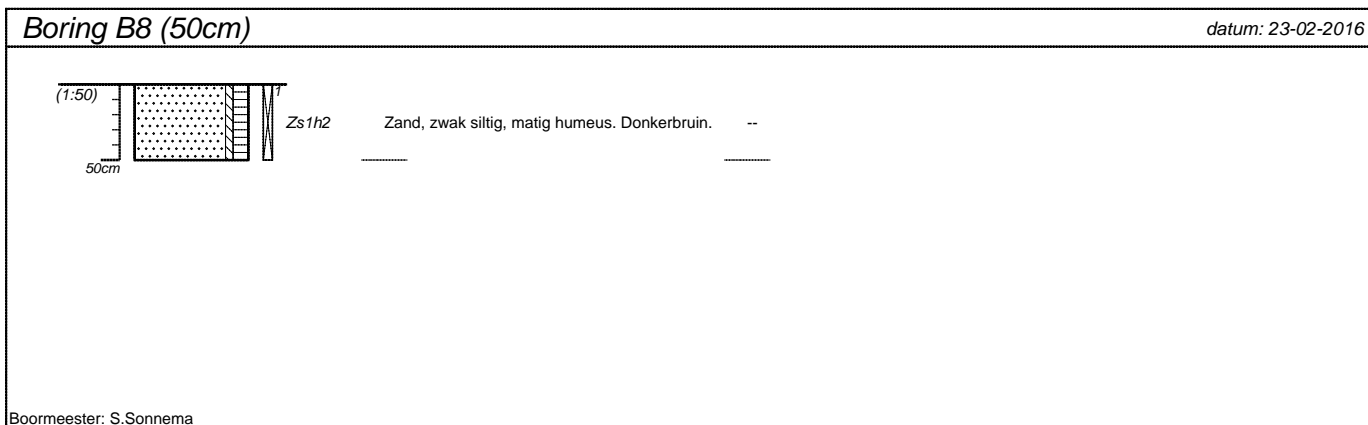 Boring B8 (50cm) datum: 23-02-2016
(1:50) 1
Zs1h2 Zand, zwak siltig, matig humeus. Donkerbruin. --
50cm
Boormeester: S.Sonnema